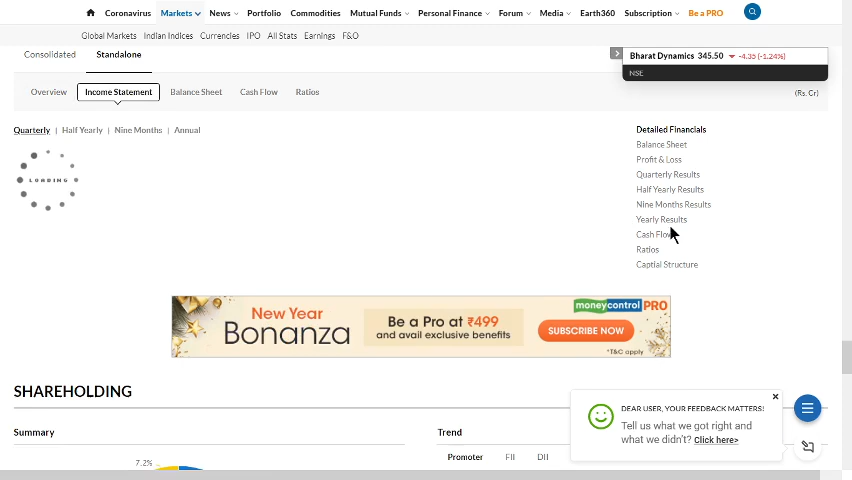 Coronavirus Markets News Portfolio Commodities Mutual Funds Personal Finance Forum Media Earth360 Subscription Be a PRO
Global Markets Indian Indices Currencies IPO All Stats Earnings F&O
Consolidated Standalone
Bharat Dynamics 345.50 -4.35 (-1.24%)
NSE
Overview Income Statement Balance Sheet Cash Flow Ratios
(Rs. Cr)
Quarterly | Half Yearly | Nine Months | Annual
LOADING
Detailed Financials
Balance Sheet
Profit & Loss
Quarterly Results
Half Yearly Results
Nine Months Results
Yearly Results
Cash Flow
Ratios
Captial Structure
New Year
Bonanza
Be a Pro at ₹499
and avail exclusive benefits
moneycontrol PRO
SUBSCRIBE NOW
*T&C apply
SHAREHOLDING
Summary
7.2%
Trend
Promoter FII DII
DEAR USER, YOUR FEEDBACK MATTERS!
Tell us what we got right and
what we didn't? Click here>